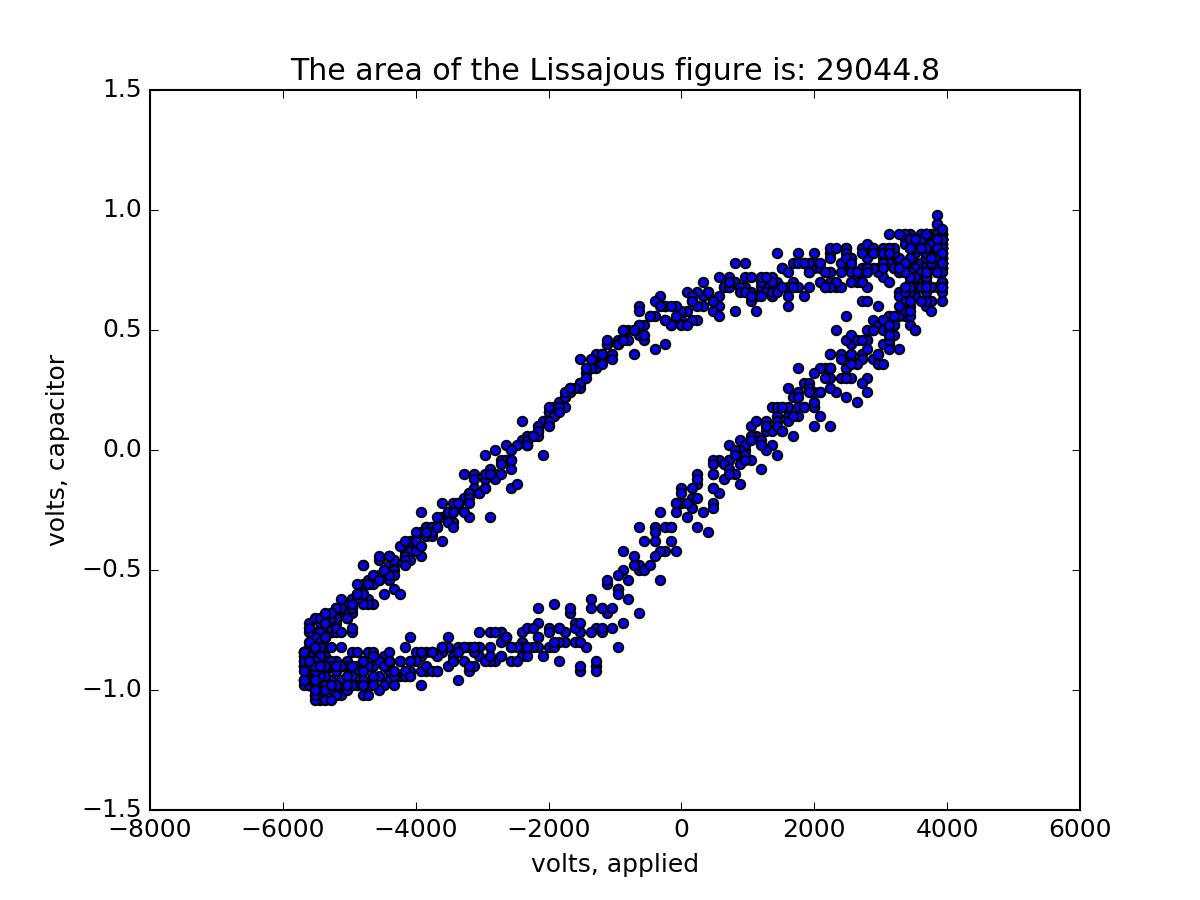 The area of the Lissajous figure is: 29044.8
1.5
1.0
0.5
0.0
−0.5
−1.0
−1.5
volts, capacitor
−8000 −6000 −4000 −2000 0 2000 4000 6000
volts, applied